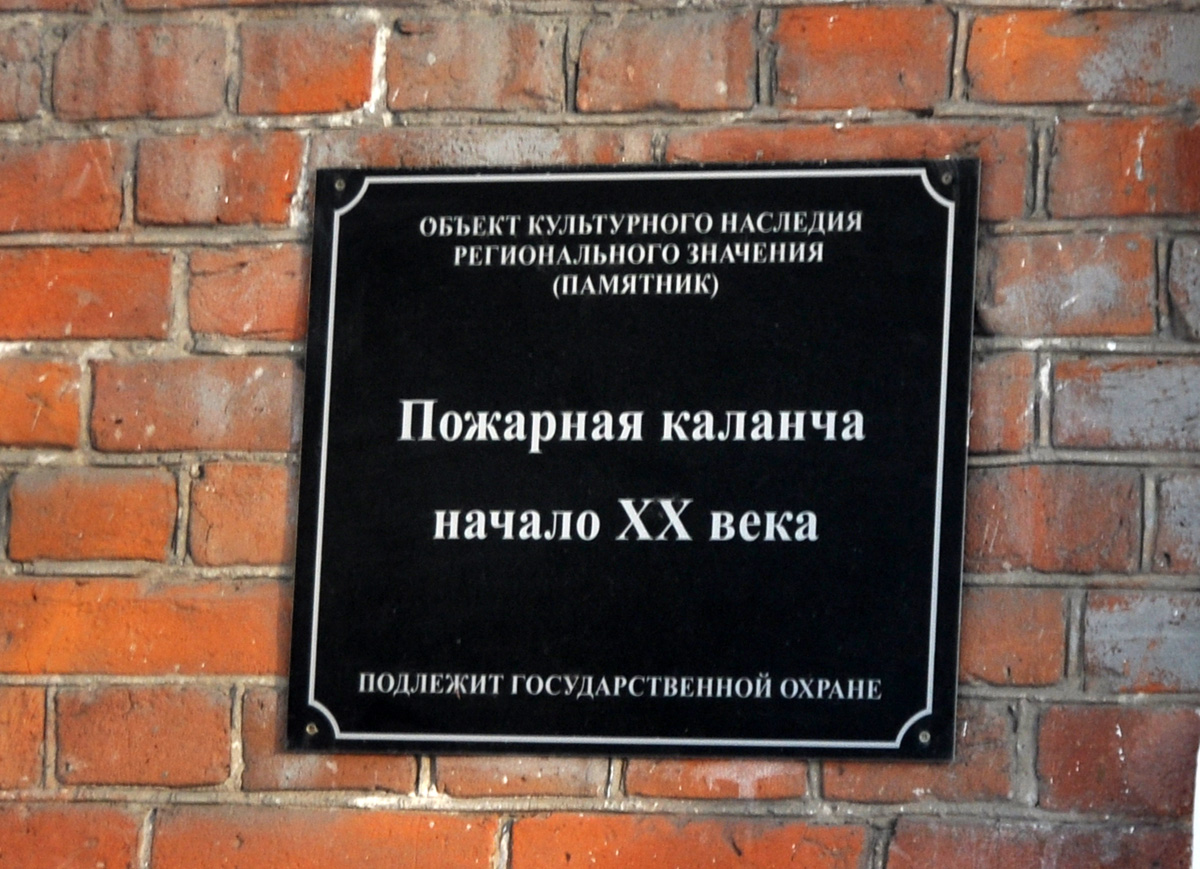 ОБЪЕКТ КУЛЬТУРНОГО НАСЛЕДИЯ
РЕГИОНАЛЬНОГО ЗНАЧЕНИЯ
(ПАМЯТНИК)
Пожарная каланча
начало XX века
ПОДЛЕЖИТ ГОСУДАРСТВЕННОЙ ОХРАНЕ